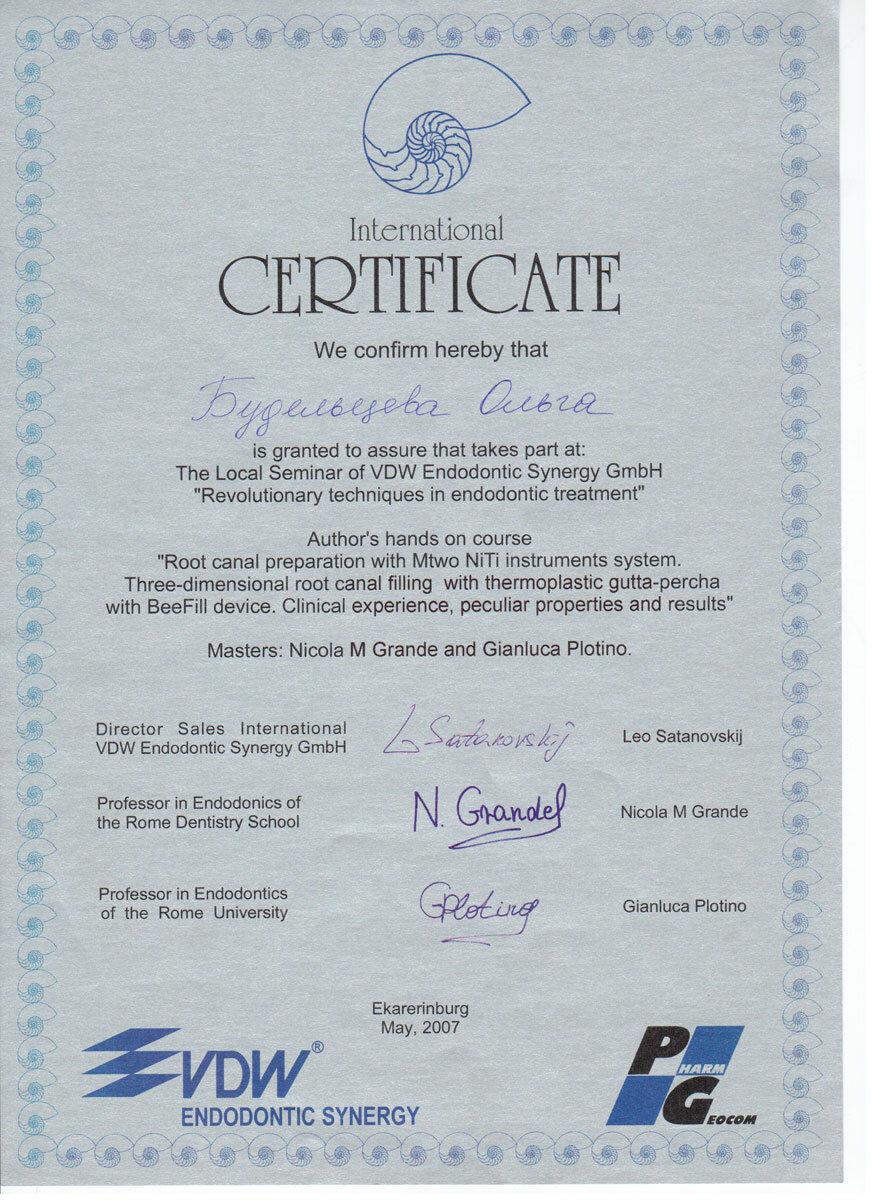 International
CERTIFICATE
We confirm hereby that
Будельцева Ольга
is granted to assure that takes part at:
The Local Seminar of VDW Endodontic Synergy GmbH
"Revolutionary techniques in endodontic treatment"
Author's hands on course
"Root canal preparation with Mtwo NiTi instruments system.
Three-dimensional root canal filling with thermoplastic gutta-percha
with BeeFill device. Clinical experience, peculiar properties and results"
Masters: Nicola M Grande and Gianluca Plotino.
Director Sales International
VDW Endodontic Synergy GmbH
L Satanovskij
Leo Satanovskij
Professor in Endodonics of
the Rome Dentistry School
N. Grande
Nicola M Grande
Professor in Endodontics
of the Rome University
GPlotino
Gianluca Plotino
Ekarerinburg
May, 2007
VDW®
ENDODONTIC SYNERGY
PHARM
GEOCOM